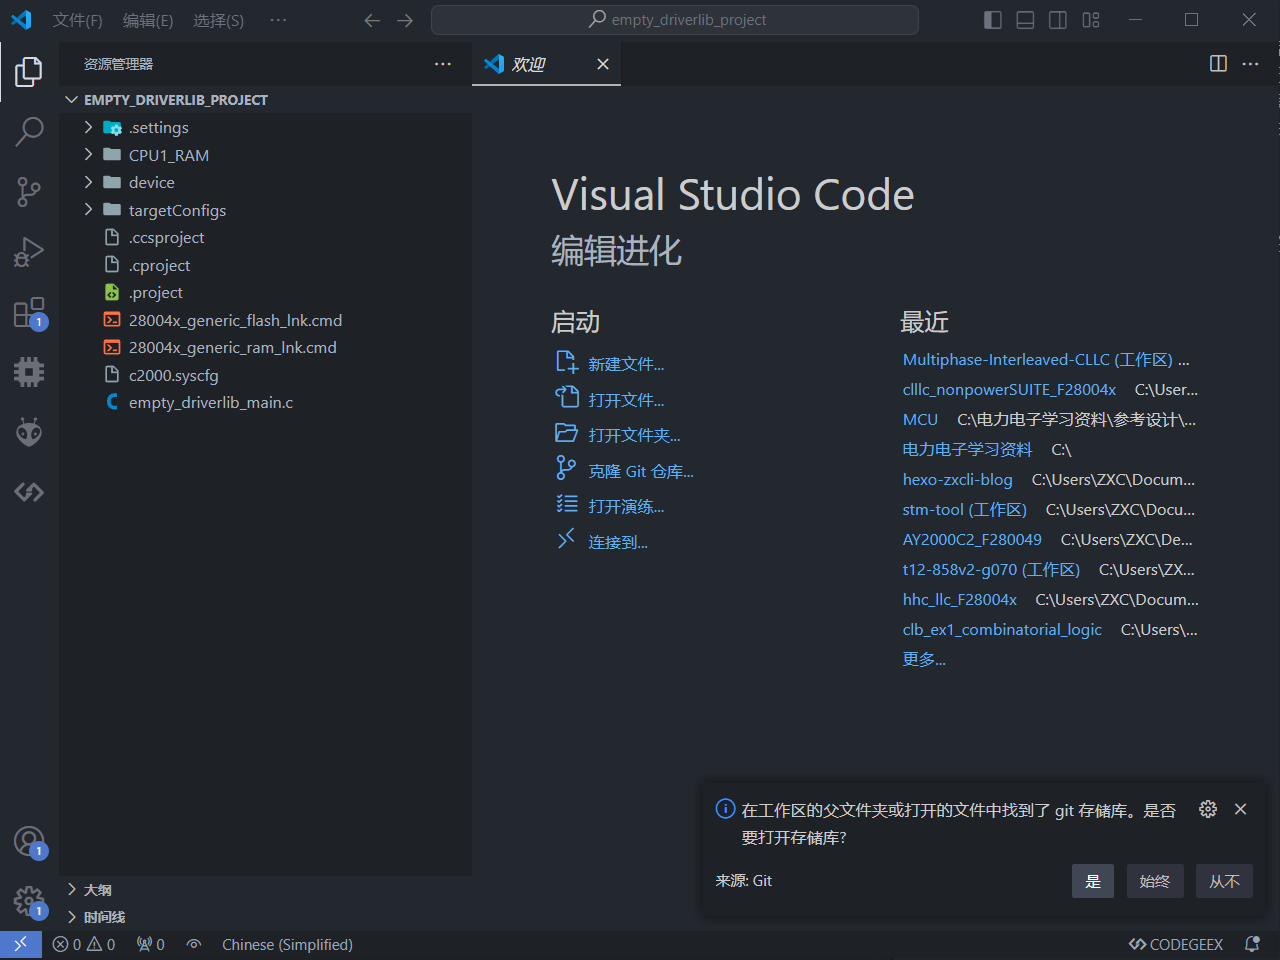 文件(F) 编辑(E) 选择(S) ··· empty_driverlib_project
资源管理器 ···
欢迎
EMPTY_DRIVERLIB_PROJECT
.settings
CPU1_RAM
device
targetConfigs
.ccsproject
.cproject
.project
28004x_generic_flash_lnk.cmd
28004x_generic_ram_lnk.cmd
c2000.syscfg
empty_driverlib_main.c
大纲
时间线
Visual Studio Code
编辑进化
启动
新建文件...
打开文件...
打开文件夹...
克隆 Git 仓库...
打开演练...
连接到...
最近
Multiphase-Interleaved-CLLC (工作区) ...
clllc_nonpowerSUITE_F28004x C:\User...
MCU C:\电力电子学习资料\参考设计\...
电力电子学习资料 C:\
hexo-zxcli-blog C:\Users\ZXC\Docum...
stm-tool (工作区) C:\Users\ZXC\Docu...
AY2000C2_F280049 C:\Users\ZXC\De...
t12-858v2-g070 (工作区) C:\Users\ZX...
hhc_llc_F28004x C:\Users\ZXC\Docum...
clb_ex1_combinatorial_logic C:\Users\...
更多...
在工作区的父文件夹或打开的文件中找到了 git 存储库。是否
要打开存储库?
来源: Git
是 始终 从不
1
1
1
0 0 0 Chinese (Simplified) CODEGEEX